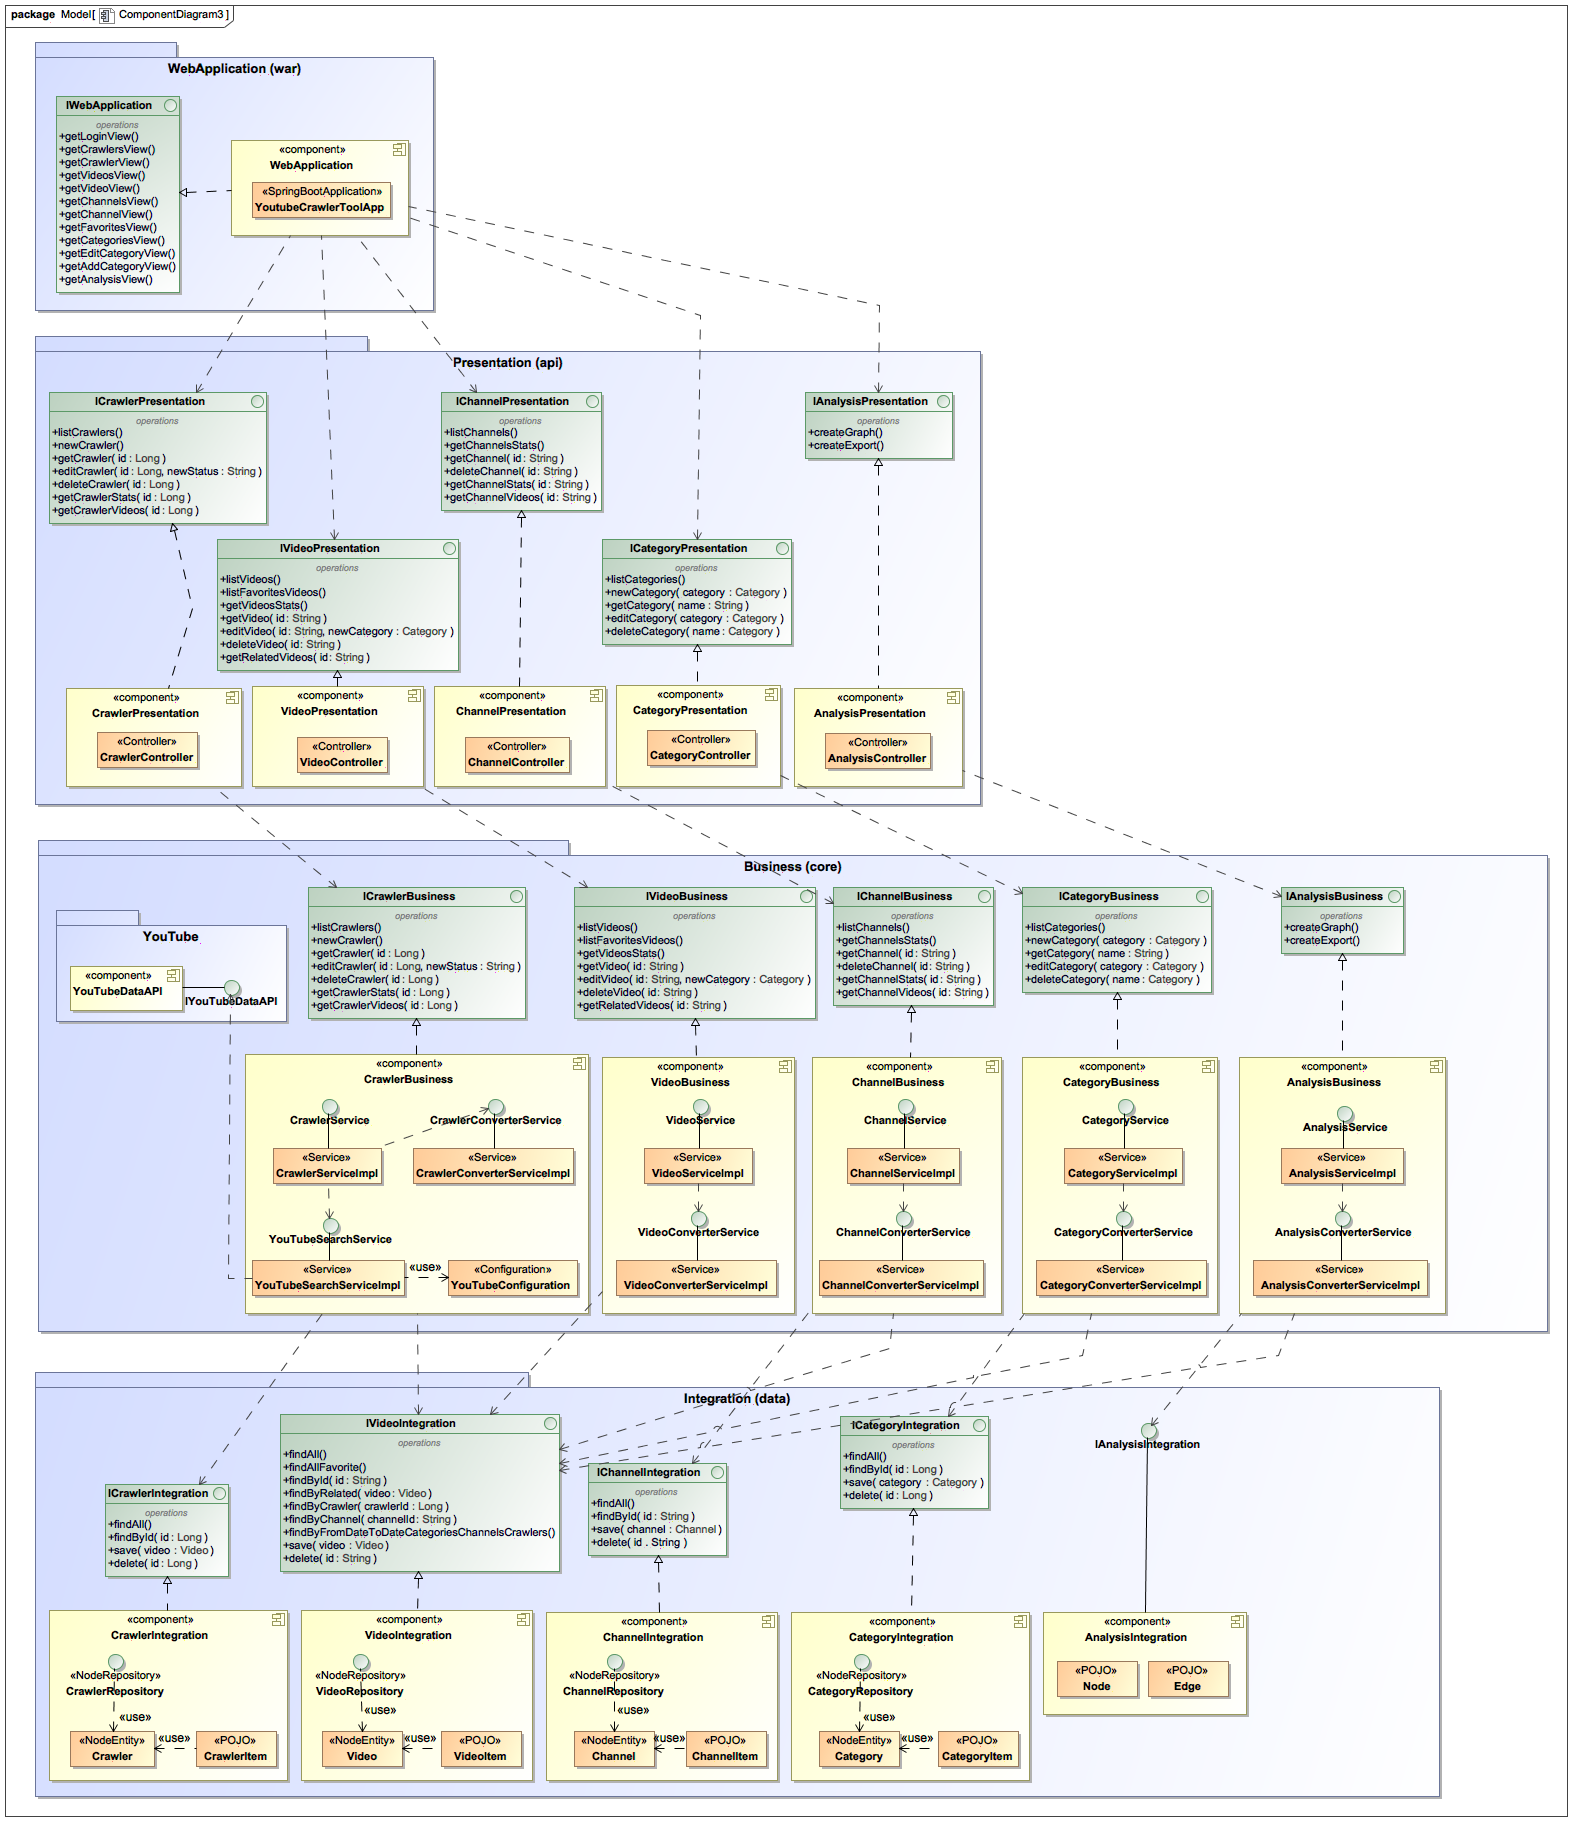 package Model[ ComponentDiagram3 ]
WebApplication (war)
IWebApplication
operations
+getLoginView()
+getCrawlersView()
+getCrawlerView()
+getVideosView()
+getVideoView()
+getChannelsView()
+getChannelView()
+getFavoritesView()
+getCategoriesView()
+getEditCategoryView()
+getAddCategoryView()
+getAnalysisView()
«component»
WebApplication
«SpringBootApplication»
YoutubeCrawlerToolApp
Presentation (api)
ICrawlerPresentation
operations
+listCrawlers()
+newCrawler()
+getCrawler( id : Long )
+editCrawler( id : Long, newStatus : String )
+deleteCrawler( id : Long )
+getCrawlerStats( id : Long )
+getCrawlerVideos( id : Long )
IChannelPresentation
operations
+listChannels()
+getChannelsStats()
+getChannel( id : String )
+deleteChannel( id : String )
+getChannelStats( id : String )
+getChannelVideos( id : String )
IAnalysisPresentation
operations
+createGraph()
+createExport()
IVideoPresentation
operations
+listVideos()
+listFavoritesVideos()
+getVideosStats()
+getVideo( id : String )
+editVideo( id : String, newCategory : Category )
+deleteVideo( id : String )
+getRelatedVideos( id : String )
ICategoryPresentation
operations
+listCategories()
+newCategory( category : Category )
+getCategory( name : String )
+editCategory( category : Category )
+deleteCategory( name : Category )
«component»
CrawlerPresentation
«Controller»
CrawlerController
«component»
VideoPresentation
«Controller»
VideoController
«component»
ChannelPresentation
«Controller»
ChannelController
«component»
CategoryPresentation
«Controller»
CategoryController
«component»
AnalysisPresentation
«Controller»
AnalysisController
Business (core)
YouTube
«component»
YouTubeDataAPI
IYouTubeDataAPI
ICrawlerBusiness
operations
+listCrawlers()
+newCrawler()
+getCrawler( id : Long )
+editCrawler( id : Long, newStatus : String )
+deleteCrawler( id : Long )
+getCrawlerStats( id : Long )
+getCrawlerVideos( id : Long )
IVideoBusiness
operations
+listVideos()
+listFavoritesVideos()
+getVideosStats()
+getVideo( id : String )
+editVideo( id : String, newCategory : Category )
+deleteVideo( id : String )
+getRelatedVideos( id : String )
IChannelBusiness
operations
+listChannels()
+getChannelsStats()
+getChannel( id : String )
+deleteChannel( id : String )
+getChannelStats( id : String )
+getChannelVideos( id : String )
ICategoryBusiness
operations
+listCategories()
+newCategory( category : Category )
+getCategory( name : String )
+editCategory( category : Category )
+deleteCategory( name : Category )
IAnalysisBusiness
operations
+createGraph()
+createExport()
«component»
CrawlerBusiness
CrawlerService
CrawlerConverterService
«Service»
CrawlerServiceImpl
«Service»
CrawlerConverterServiceImpl
YouTubeSearchService
«Service»
YouTubeSearchServiceImpl
«use»
«Configuration»
YouTubeConfiguration
«component»
VideoBusiness
VideoService
«Service»
VideoServiceImpl
VideoConverterService
«Service»
VideoConverterServiceImpl
«component»
ChannelBusiness
ChannelService
«Service»
ChannelServiceImpl
ChannelConverterService
«Service»
ChannelConverterServiceImpl
«component»
CategoryBusiness
CategoryService
«Service»
CategoryServiceImpl
CategoryConverterService
«Service»
CategoryConverterServiceImpl
«component»
AnalysisBusiness
AnalysisService
«Service»
AnalysisServiceImpl
AnalysisConverterService
«Service»
AnalysisConverterServiceImpl
Integration (data)
ICrawlerIntegration
operations
+findAll()
+findById( id : Long )
+save( video : Video )
+delete( id : Long )
IVideoIntegration
operations
+findAll()
+findAllFavorite()
+findById( id : String )
+findByRelated( video : Video )
+findByCrawler( crawlerId : Long )
+findByChannel( channelId : String )
+findByFromDateToDateCategoriesChannelsCrawlers()
+save( video : Video )
+delete( id : String )
IChannelIntegration
operations
+findAll()
+findById( id : String )
+save( channel : Channel )
+delete( id . String )
ICategoryIntegration
operations
+findAll()
+findById( id : Long )
+save( category : Category )
+delete( id : Long )
IAnalysisIntegration
«component»
CrawlerIntegration
«NodeRepository»
CrawlerRepository
«use»
«NodeEntity»
Crawler
«use»
«POJO»
CrawlerItem
«component»
VideoIntegration
«NodeRepository»
VideoRepository
«use»
«NodeEntity»
Video
«use»
«POJO»
VideoItem
«component»
ChannelIntegration
«NodeRepository»
ChannelRepository
«use»
«NodeEntity»
Channel
«use»
«POJO»
ChannelItem
«component»
CategoryIntegration
«NodeRepository»
CategoryRepository
«use»
«NodeEntity»
Category
«use»
«POJO»
CategoryItem
«component»
AnalysisIntegration
«POJO»
Node
«POJO»
Edge